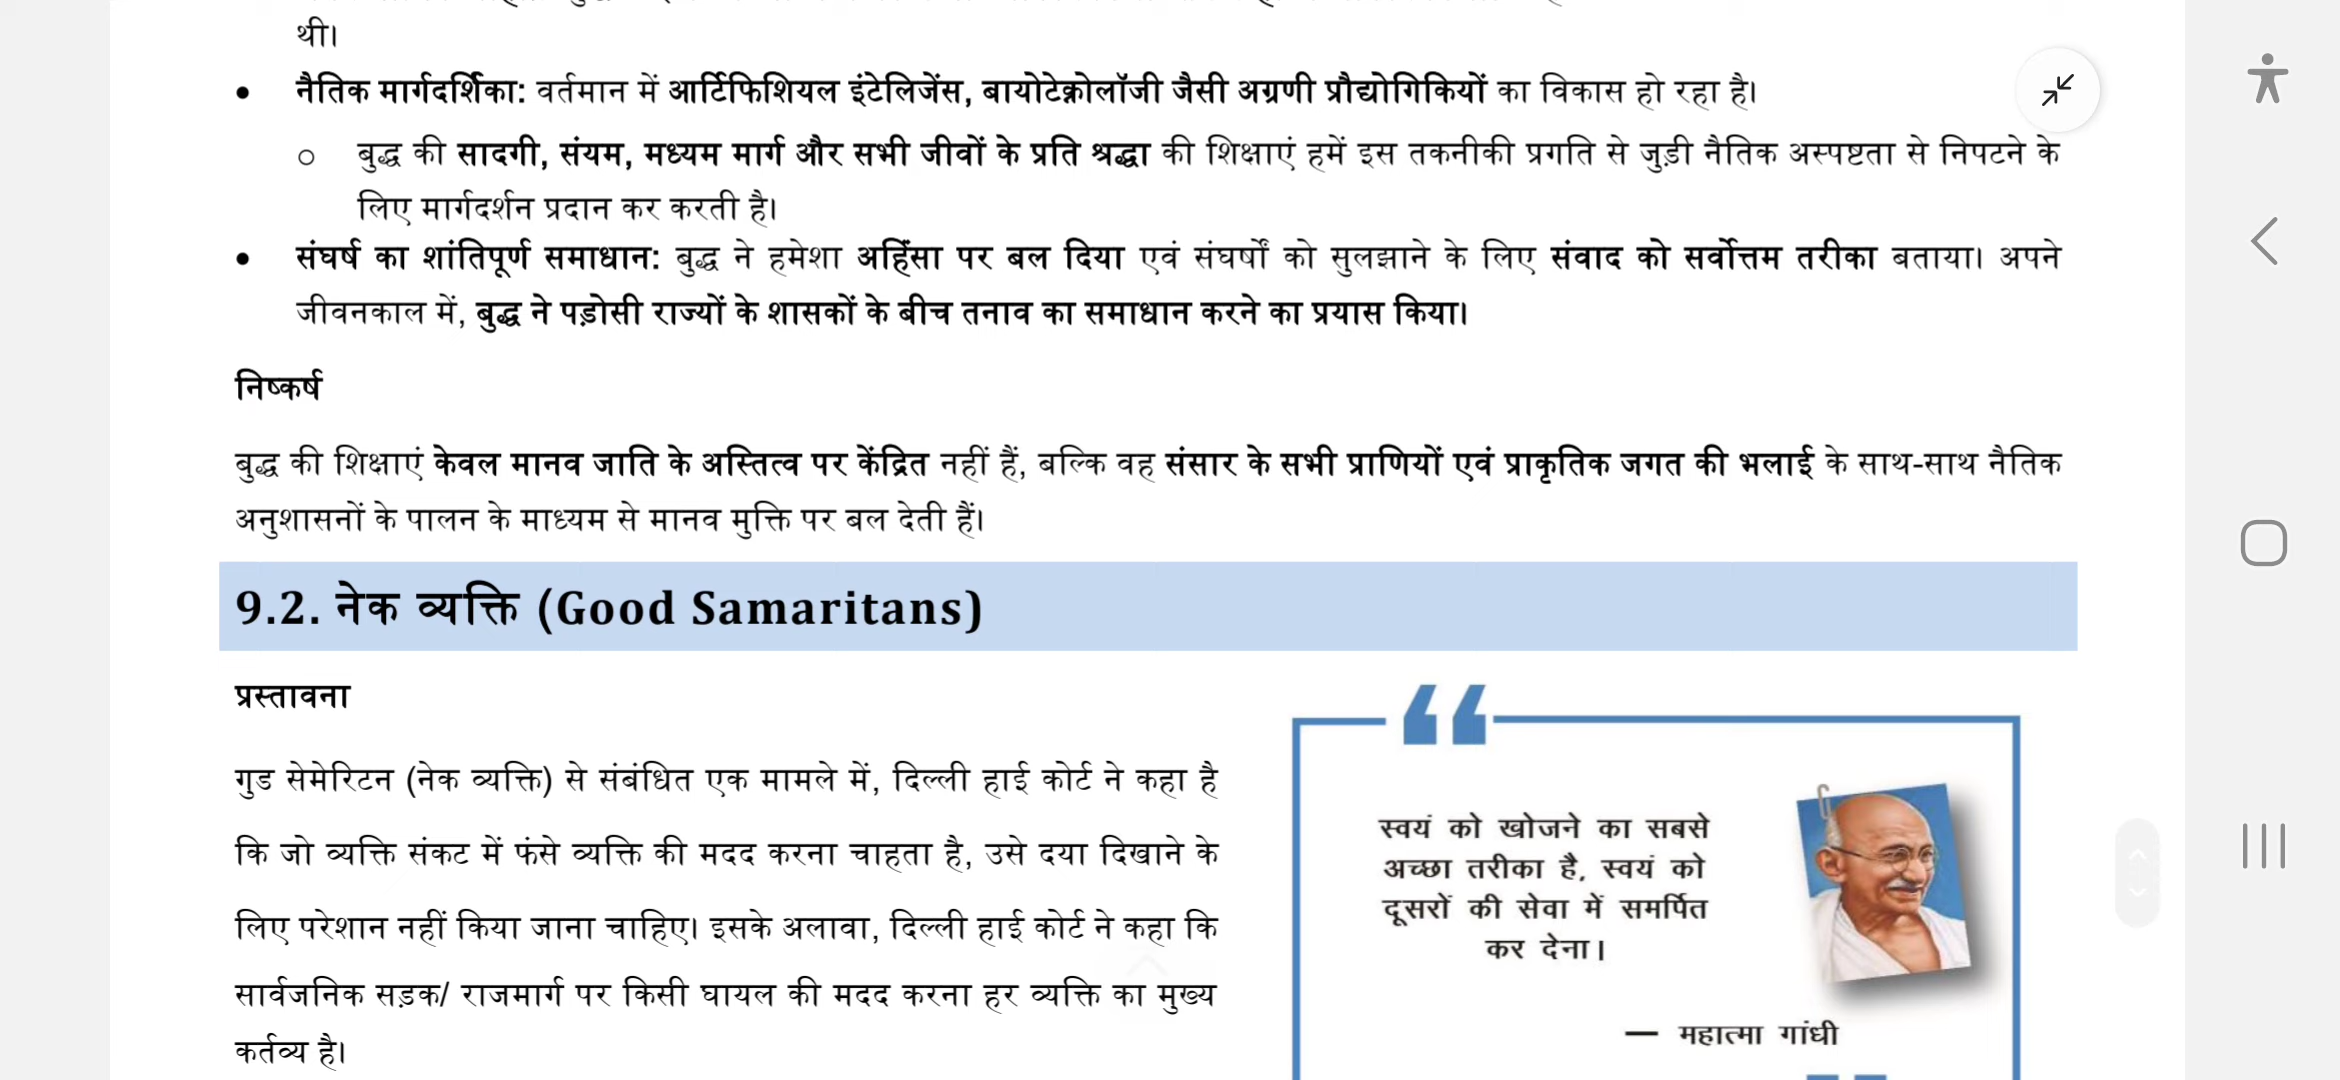 थी।
• नैतिक मार्गदर्शिका: वर्तमान में आर्टिफिशियल इंटेलिजेंस, बायोटेक्नोलॉजी जैसी अग्रणी प्रौद्योगिकियों का विकास हो रहा है।
○ बुद्ध की सादगी, संयम, मध्यम मार्ग और सभी जीवों के प्रति श्रद्धा की शिक्षाएं हमें इस तकनीकी प्रगति से जुड़ी नैतिक अस्पष्टता से निपटने के
लिए मार्गदर्शन प्रदान कर करती है।
• संघर्ष का शांतिपूर्ण समाधान: बुद्ध ने हमेशा अहिंसा पर बल दिया एवं संघर्षों को सुलझाने के लिए संवाद को सर्वोत्तम तरीका बताया। अपने
जीवनकाल में, बुद्ध ने पड़ोसी राज्यों के शासकों के बीच तनाव का समाधान करने का प्रयास किया।
निष्कर्ष
बुद्ध की शिक्षाएं केवल मानव जाति के अस्तित्व पर केंद्रित नहीं हैं, बल्कि वह संसार के सभी प्राणियों एवं प्राकृतिक जगत की भलाई के साथ-साथ नैतिक
अनुशासनों के पालन के माध्यम से मानव मुक्ति पर बल देती हैं।
9.2. नेक व्यक्ति (Good Samaritans)
प्रस्तावना
गुड सेमेरिटन (नेक व्यक्ति) से संबंधित एक मामले में, दिल्ली हाई कोर्ट ने कहा है
कि जो व्यक्ति संकट में फंसे व्यक्ति की मदद करना चाहता है, उसे दया दिखाने के
लिए परेशान नहीं किया जाना चाहिए। इसके अलावा, दिल्ली हाई कोर्ट ने कहा कि
सार्वजनिक सड़क/ राजमार्ग पर किसी घायल की मदद करना हर व्यक्ति का मुख्य
कर्तव्य है।
स्वयं को खोजने का सबसे
अच्छा तरीका है, स्वयं को
दूसरों की सेवा में समर्पित
कर देना।
— महात्मा गांधी